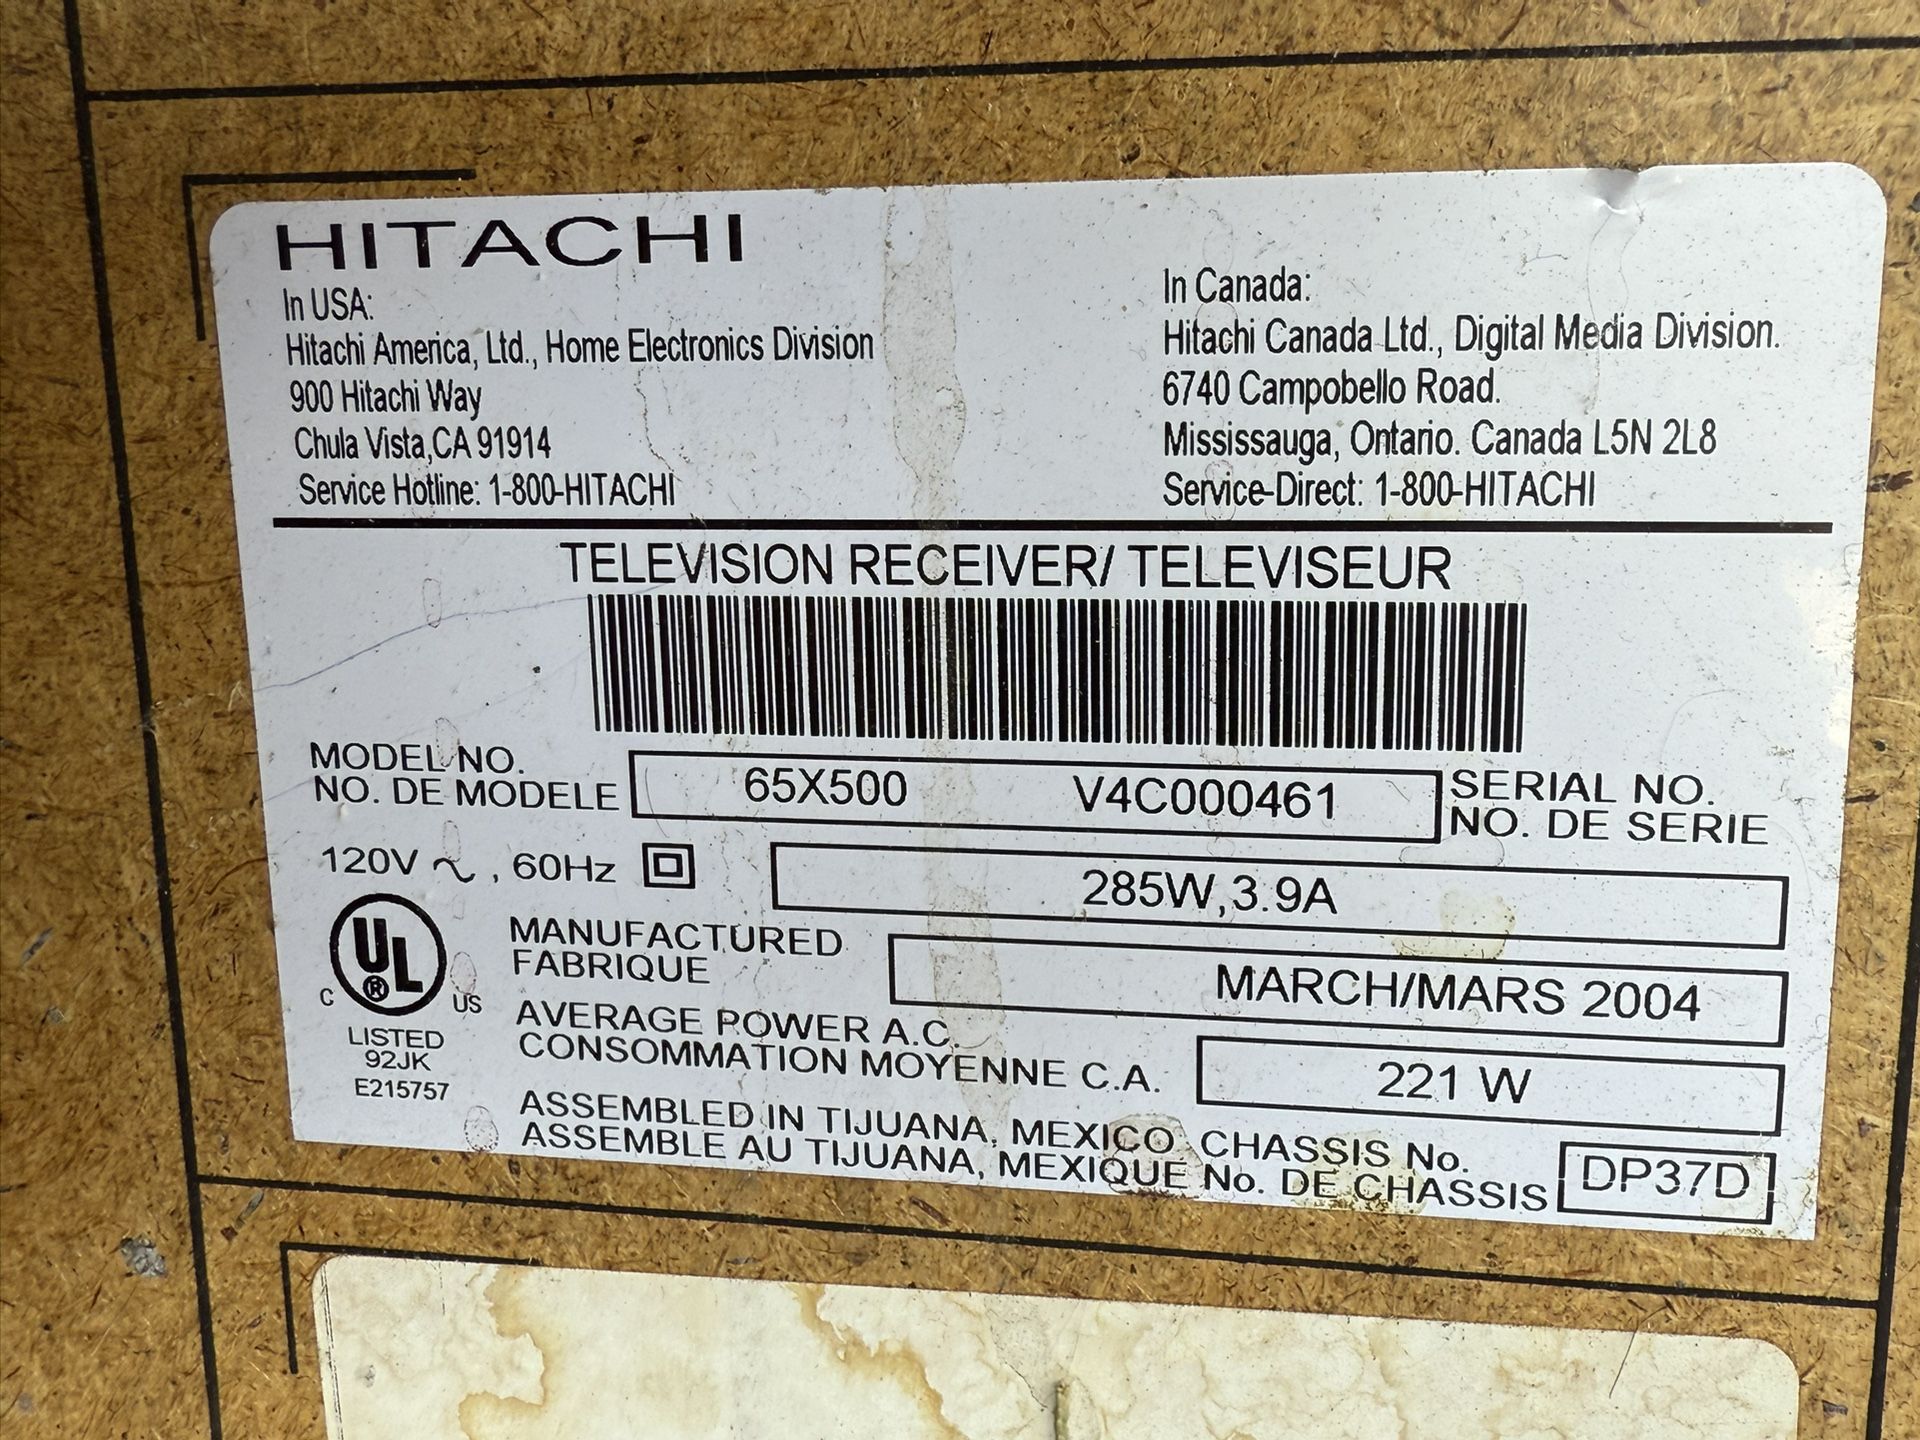 HITACHI
In USA:
Hitachi America, Ltd., Home Electronics Division
900 Hitachi Way
Chula Vista,CA 91914
Service Hotline: 1-800-HITACHI
In Canada:
Hitachi Canada Ltd., Digital Media Division.
6740 Campobello Road.
Mississauga, Ontario. Canada L5N 2L8
Service-Direct: 1-800-HITACHI
TELEVISION RECEIVER/ TELEVISEUR
MODEL NO.
NO. DE MODELE
65X500 V4C000461
SERIAL NO.
NO. DE SERIE
120V ~, 60Hz
285W,3.9A
UL
®
C US
LISTED
92JK
E215757
MANUFACTURED
FABRIQUE
MARCH/MARS 2004
AVERAGE POWER A.C.
CONSOMMATION MOYENNE C.A.
221 W
ASSEMBLED IN TIJUANA, MEXICO. CHASSIS No.
ASSEMBLE AU TIJUANA, MEXIQUE No. DE CHASSIS
DP37D